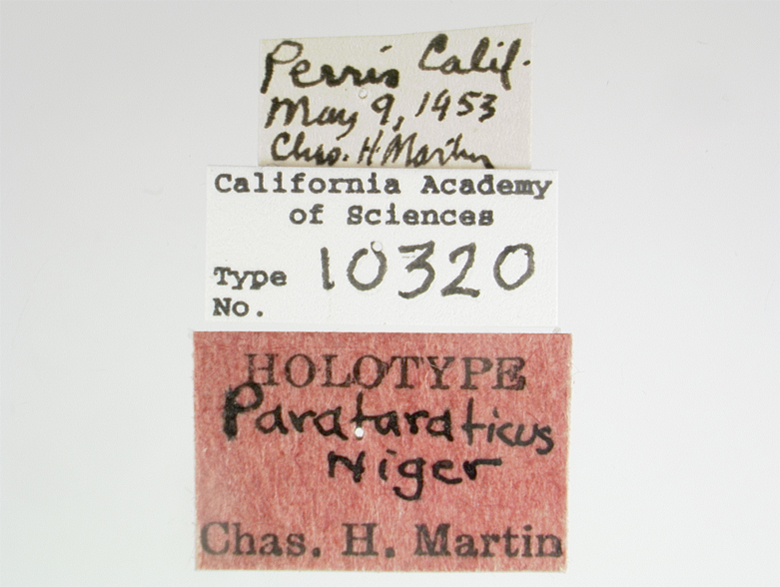 Perris Calif.
May 9, 1953
Chas. H. Martin
California Academy
of Sciences
Type 10320
No.
HOLOTYPE
Parataraticus
Niger
Chas. H. Martin